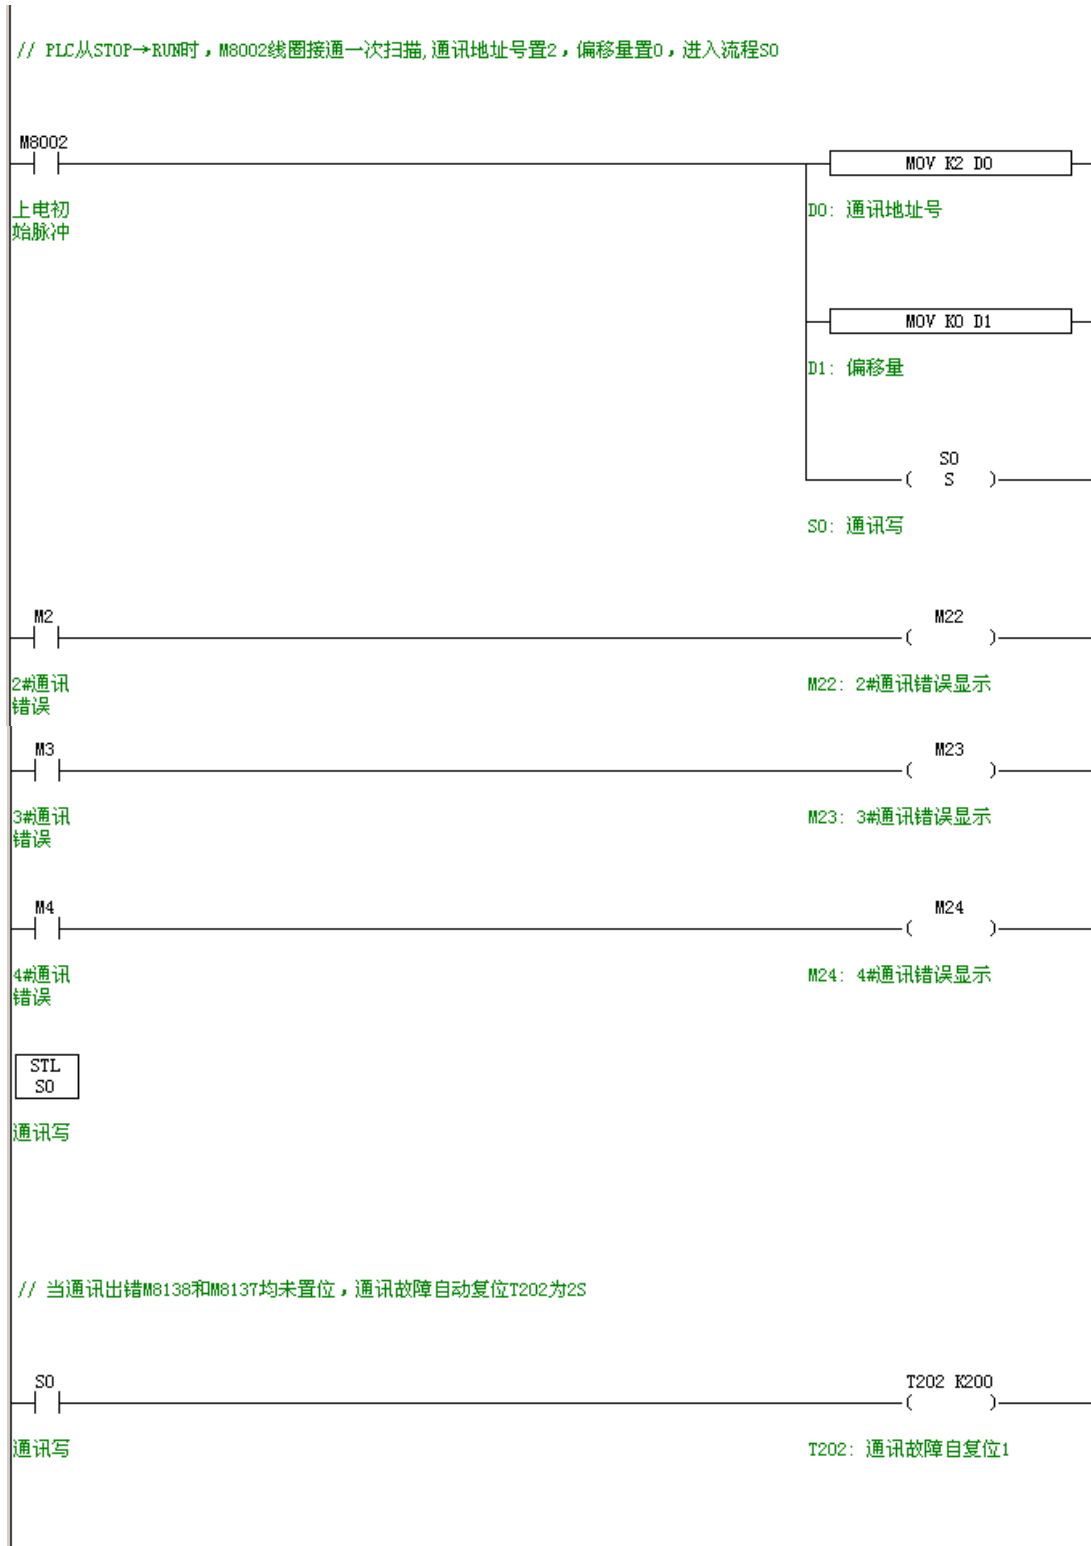 // PLC从STOP→RUN时，M8002线圈接通一次扫描,通讯地址号置2，偏移量置0，进入流程S0
M8002
MOV K2 D0
上电初
始脉冲
D0: 通讯地址号
MOV K0 D1
D1: 偏移量
S0
( S )
S0: 通讯写
M2
M22
( )
2#通讯
错误
M22: 2#通讯错误显示
M3
M23
( )
3#通讯
错误
M23: 3#通讯错误显示
M4
M24
( )
4#通讯
错误
M24: 4#通讯错误显示
STL
S0
通讯写
// 当通讯出错M8138和M8137均未置位，通讯故障自动复位T202为2S
S0
T202 K200
( )
通讯写
T202: 通讯故障自复位1